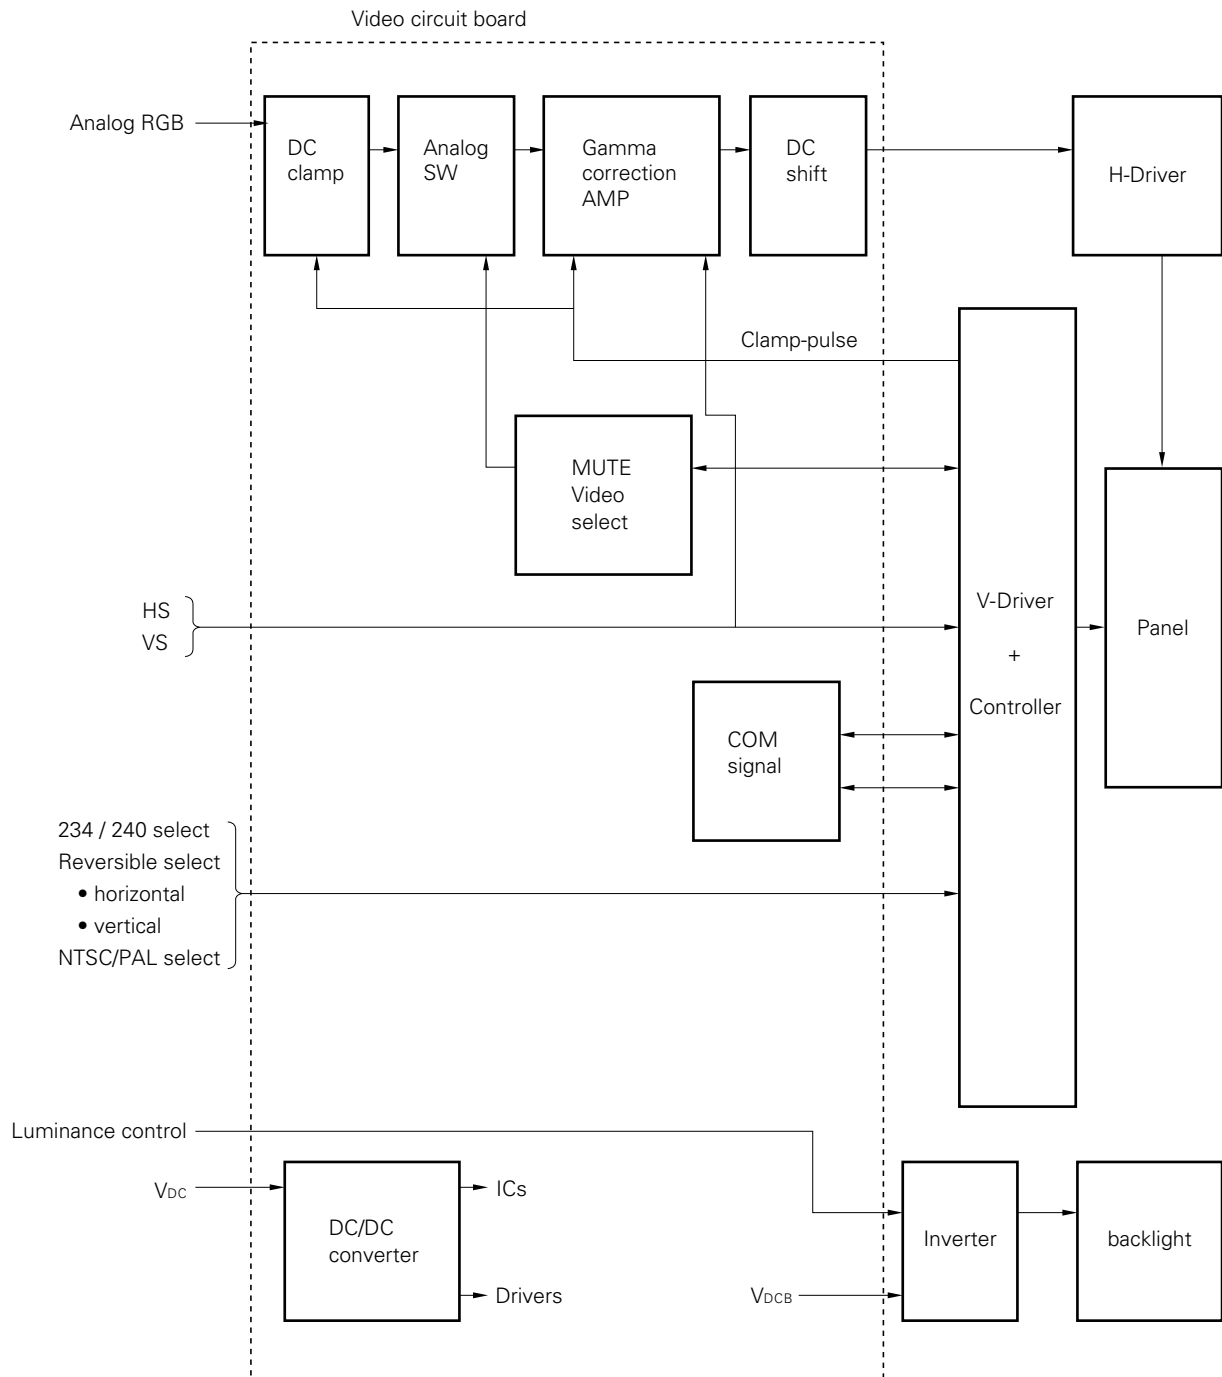 Video circuit board
Analog RGB
DC
clamp
Analog
SW
Gamma
correction
AMP
DC
shift
H-Driver
Clamp-pulse
MUTE
Video
select
HS
VS
V-Driver
+
Controller
Panel
COM
signal
234 / 240 select
Reversible select
• horizontal
• vertical
NTSC/PAL select
Luminance control
VDC
DC/DC
converter
ICs
Drivers
VDCB
Inverter
backlight